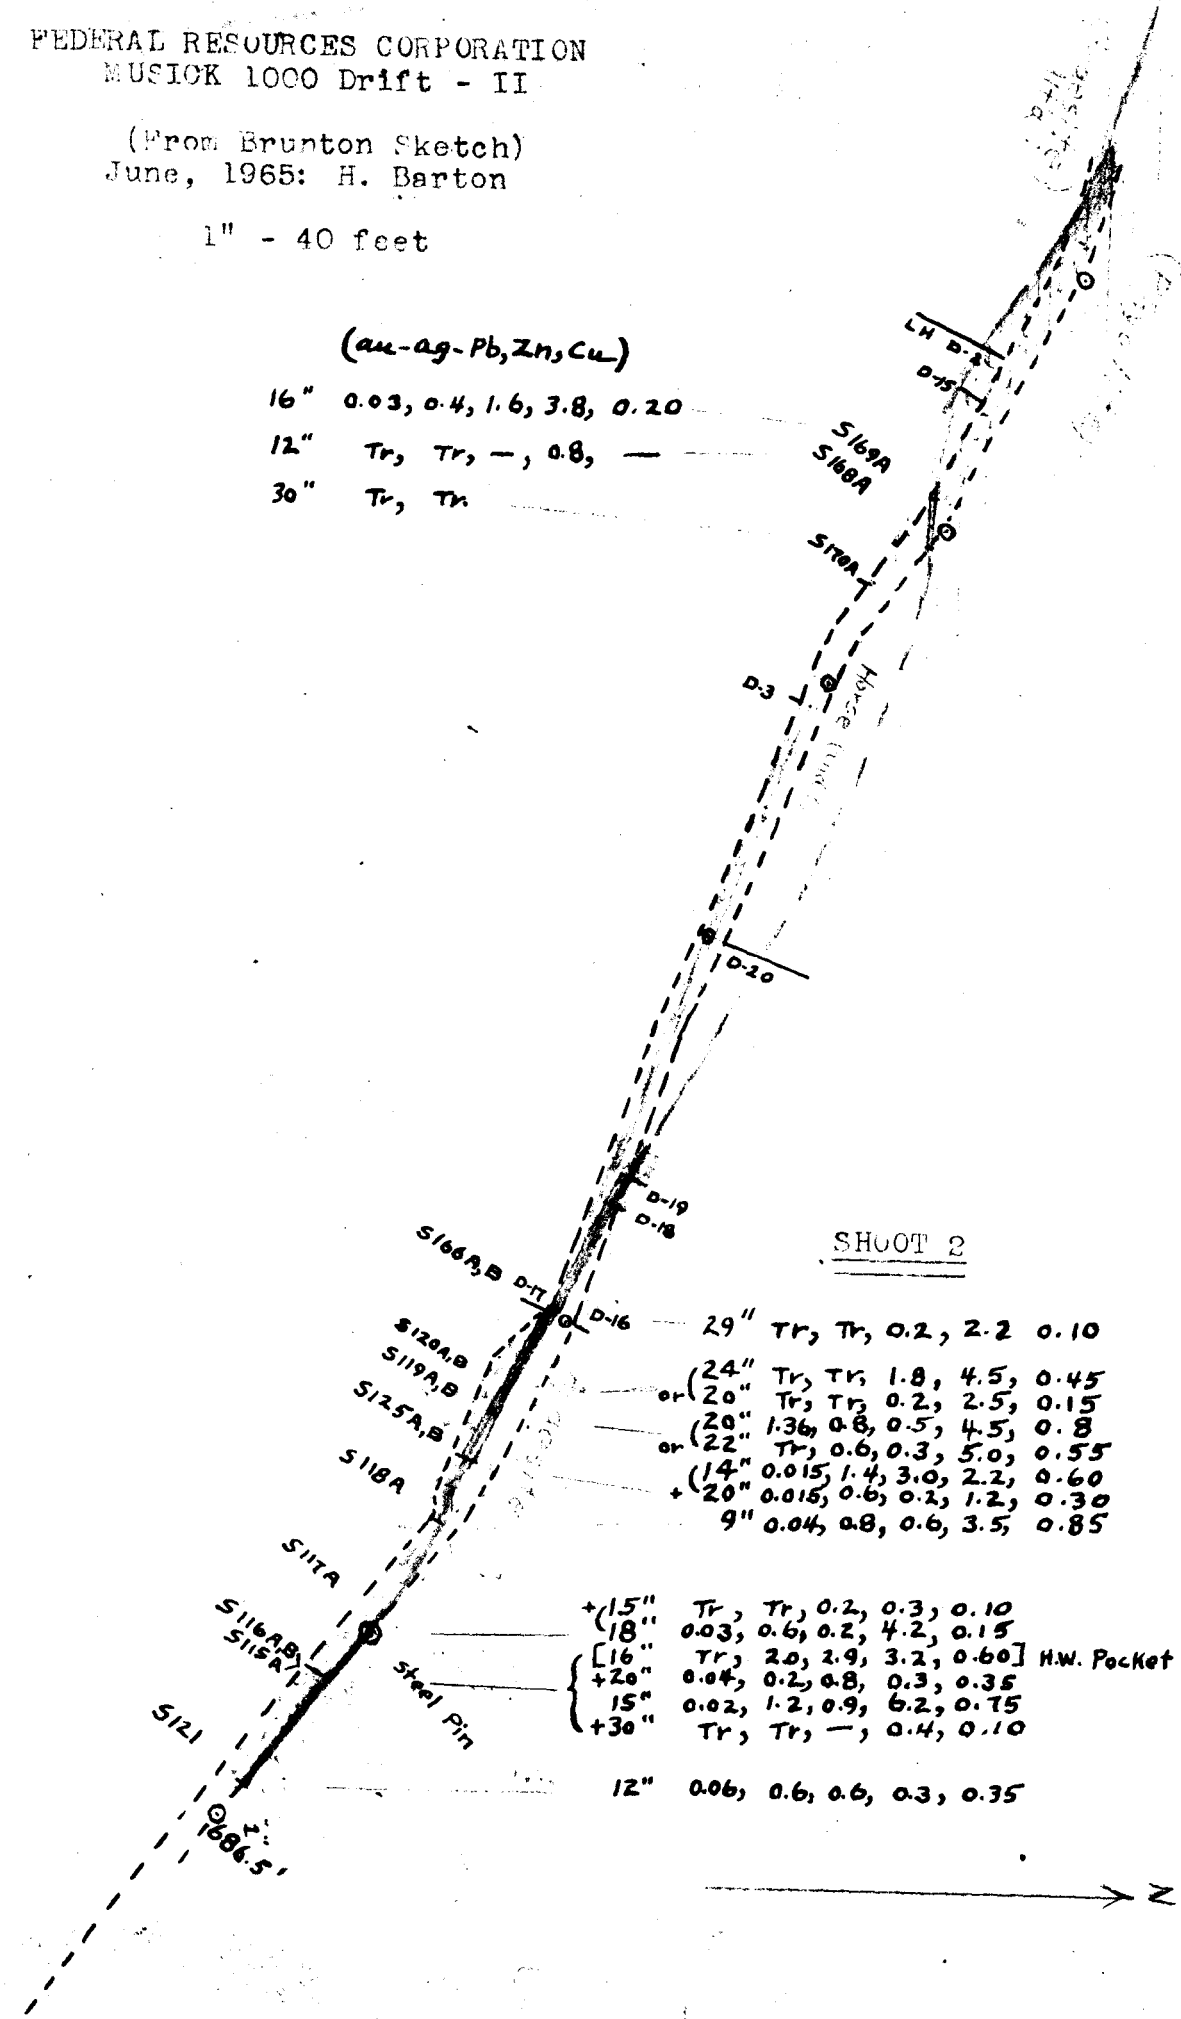 FEDERAL RESOURCES CORPORATION
MUSICK 1000 Drift - II
(From Brunton Sketch)
June, 1965: H. Barton
1" - 40 feet
(au-ag-Pb,Zn,Cu)
16" 0.03, 0.4, 1.6, 3.8, 0.20
12" Tr, Tr, —, 0.8, —
30" Tr, Tr.
LH D-2
D-15
S169A
S168A
S170A
D-3
Horse
D-20
D-19
D-18
S166A,B D-17
D-16
S120A,B
S119A,B
S125A,B
S118A
S117A
S116A,B
S115A
S121
Steel Pin
1686.5'
SHOOT 2
29" Tr, Tr, 0.2, 2.2 0.10
(24" Tr, Tr, 1.8, 4.5, 0.45
or (20" Tr, Tr, 0.2, 2.5, 0.15
(20" 1.36, 0.8, 0.5, 4.5, 0.8
or (22" Tr, 0.6, 0.3, 5.0, 0.55
(14" 0.015, 1.4, 3.0, 2.2, 0.60
+ (20" 0.015, 0.6, 0.2, 1.2, 0.30
9" 0.04, 0.8, 0.6, 3.5, 0.85
+(15" Tr, Tr, 0.2, 0.3, 0.10
(18" 0.03, 0.6, 0.2, 4.2, 0.15
[16" Tr, 2.0, 2.9, 3.2, 0.60] H.W. Pocket
+20" 0.04, 0.2, 0.8, 0.3, 0.35
15" 0.02, 1.2, 0.9, 6.2, 0.75
+30" Tr, Tr, —, 0.4, 0.10
12" 0.06, 0.6, 0.6, 0.3, 0.35
N